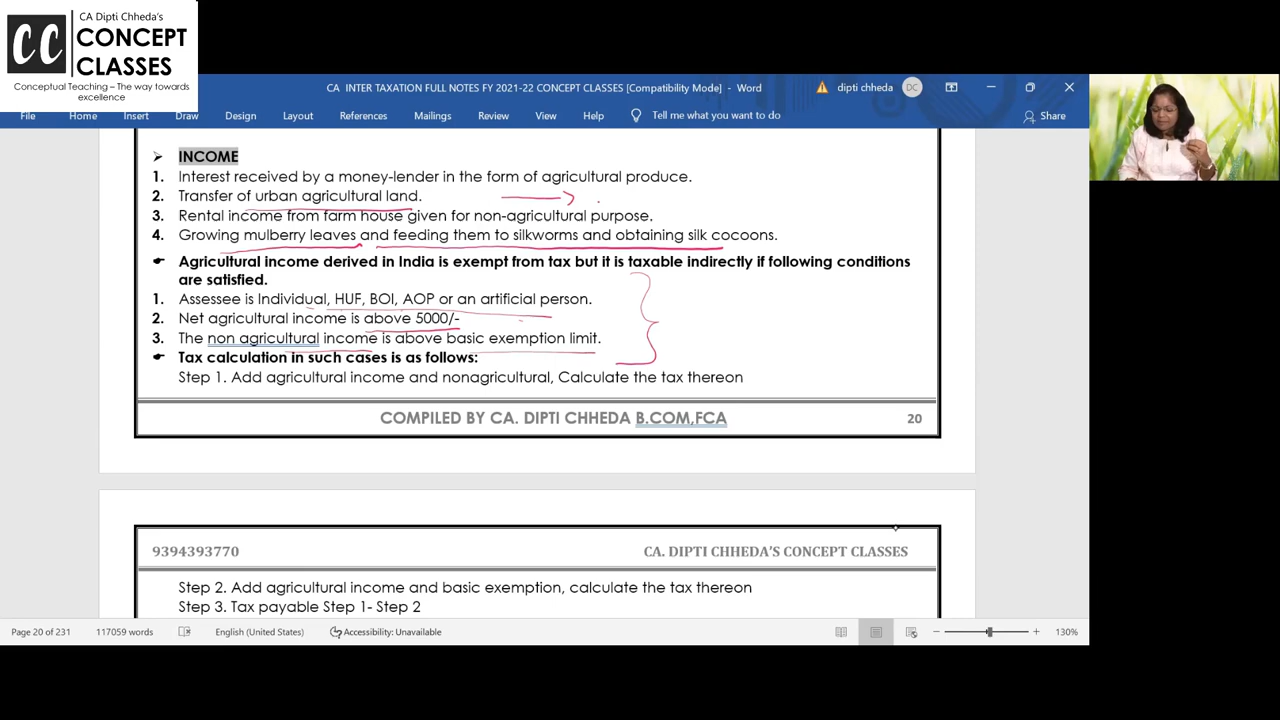 CA Dipti Chheda's
CC CONCEPT
CLASSES
Conceptual Teaching – The way towards
excellence
CA INTER TAXATION FULL NOTES FY 2021-22 CONCEPT CLASSES [Compatibility Mode] - Word
dipti chheda DC
File Home Insert Draw Design Layout References Mailings Review View Help Tell me what you want to do Share
➢ INCOME
1. Interest received by a money-lender in the form of agricultural produce.
2. Transfer of urban agricultural land.
3. Rental income from farm house given for non-agricultural purpose.
4. Growing mulberry leaves and feeding them to silkworms and obtaining silk cocoons.
Agricultural income derived in India is exempt from tax but it is taxable indirectly if following conditions
are satisfied.
1. Assessee is Individual, HUF, BOI, AOP or an artificial person.
2. Net agricultural income is above 5000/-
3. The non agricultural income is above basic exemption limit.
Tax calculation in such cases is as follows:
Step 1. Add agricultural income and nonagricultural, Calculate the tax thereon
COMPILED BY CA. DIPTI CHHEDA B.COM,FCA 20
9394393770 CA. DIPTI CHHEDA'S CONCEPT CLASSES
Step 2. Add agricultural income and basic exemption, calculate the tax thereon
Step 3. Tax payable Step 1- Step 2
Page 20 of 231 117059 words English (United States) Accessibility: Unavailable 130%